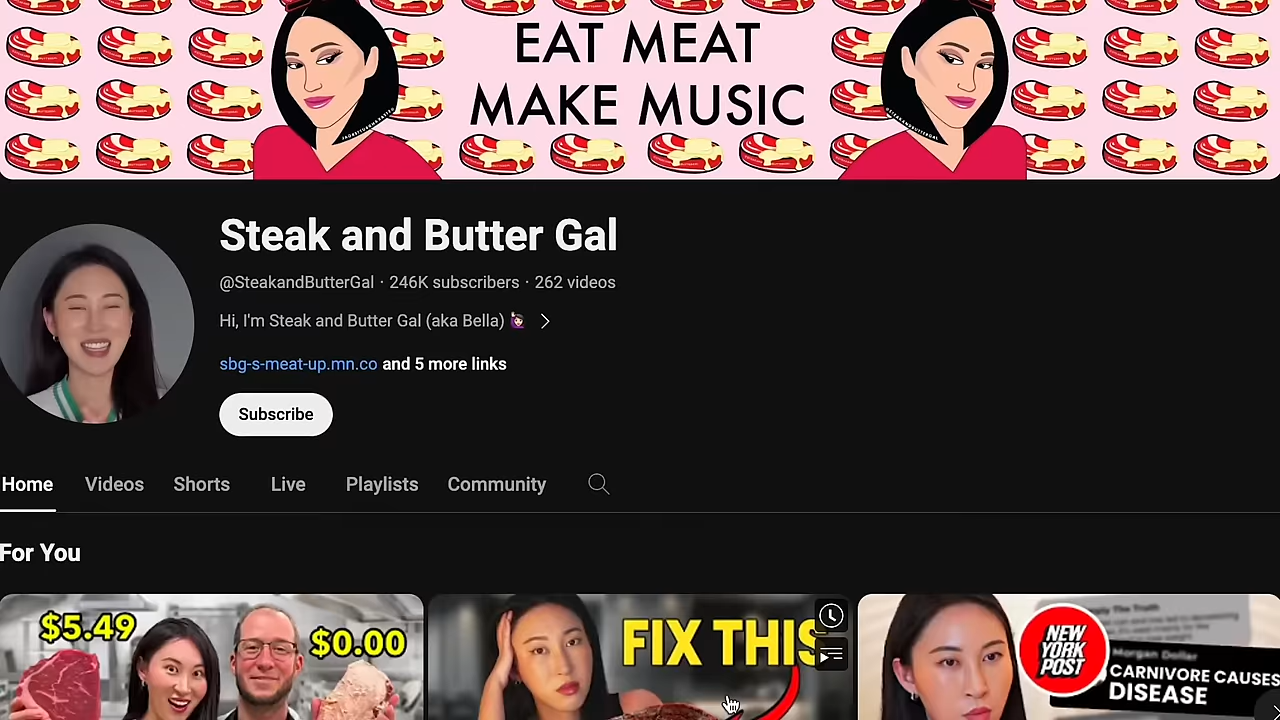 EAT MEAT
MAKE MUSIC
Steak and Butter Gal
@SteakandButterGal · 246K subscribers · 262 videos
Hi, I'm Steak and Butter Gal (aka Bella)
sbg-s-meat-up.mn.co and 5 more links
Subscribe
Home Videos Shorts Live Playlists Community
For You
$5.49
$0.00
FIX THIS
NEW
YORK
POST
Morgan Dollar
CARNIVORE CAUSES
DISEASE